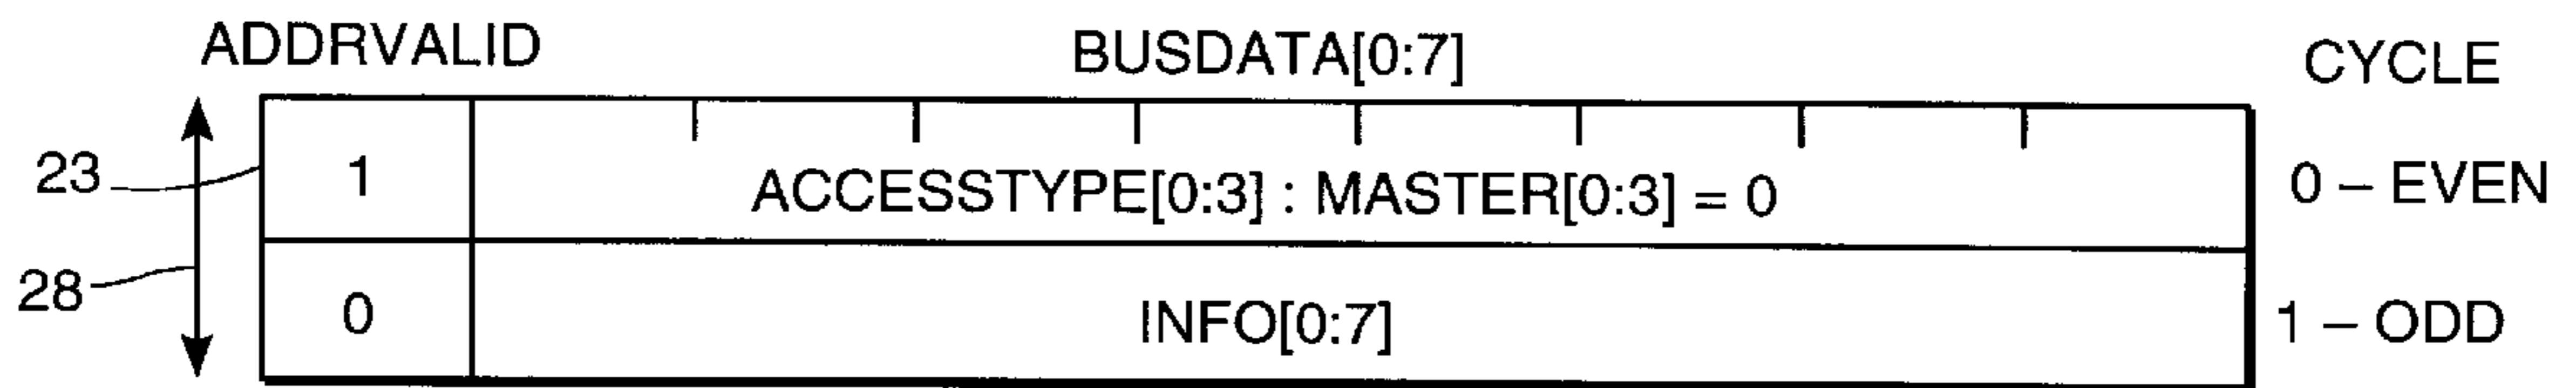 ADDRVALID BUSDATA[0:7] CYCLE
23 1 ACCESSTYPE[0:3] : MASTER[0:3] = 0 0 – EVEN
28 0 INFO[0:7] 1 – ODD